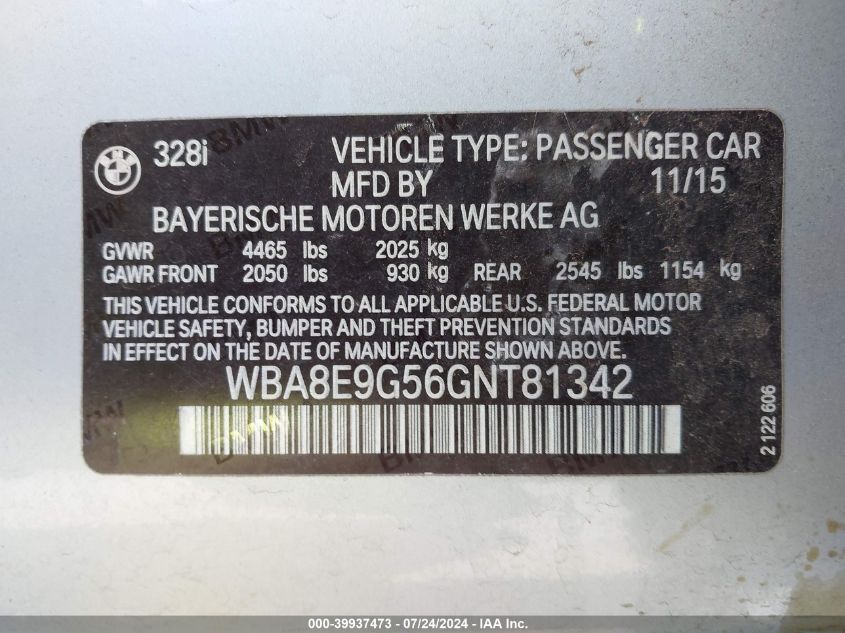 328i VEHICLE TYPE: PASSENGER CAR
MFD BY 11/15
BAYERISCHE MOTOREN WERKE AG
GVWR 4465 lbs 2025 kg
GAWR FRONT 2050 lbs 930 kg REAR 2545 lbs 1154 kg
THIS VEHICLE CONFORMS TO ALL APPLICABLE U.S. FEDERAL MOTOR
VEHICLE SAFETY, BUMPER AND THEFT PREVENTION STANDARDS
IN EFFECT ON THE DATE OF MANUFACTURE SHOWN ABOVE.
WBA8E9G56GNT81342
2 122 606
BMW
000-39937473 - 07/24/2024 - IAA Inc.